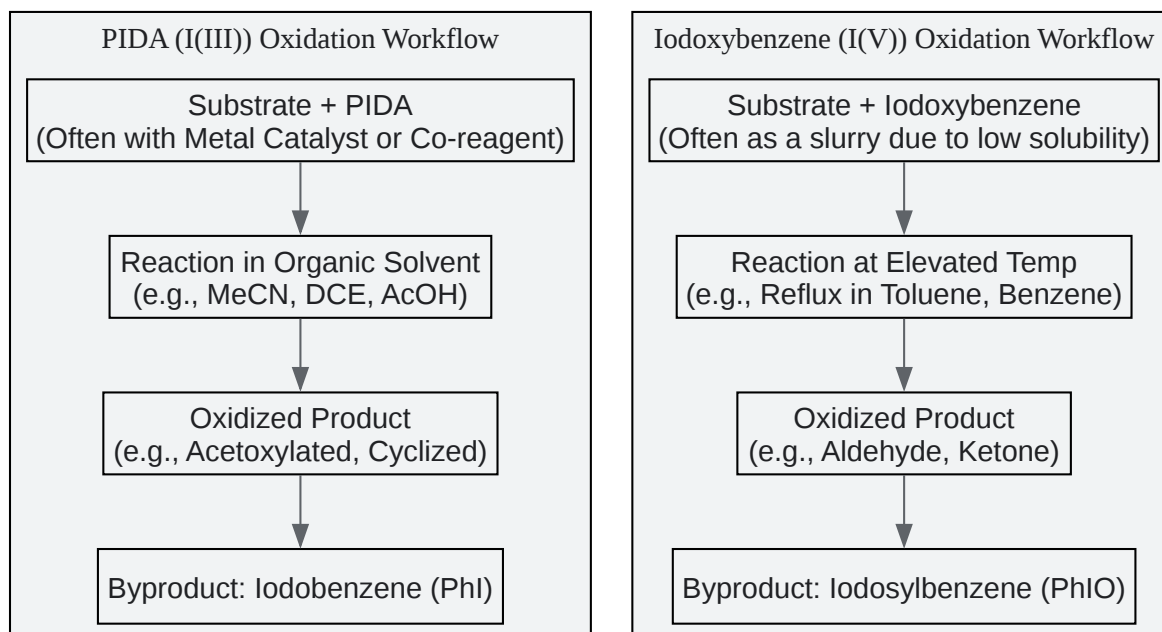 PIDA (I(III)) Oxidation Workflow
Substrate + PIDA
(Often with Metal Catalyst or Co-reagent)
Reaction in Organic Solvent
(e.g., MeCN, DCE, AcOH)
Oxidized Product
(e.g., Acetoxylated, Cyclized)
Byproduct: Iodobenzene (PhI)
Iodoxybenzene (I(V)) Oxidation Workflow
Substrate + Iodoxybenzene
(Often as a slurry due to low solubility)
Reaction at Elevated Temp
(e.g., Reflux in Toluene, Benzene)
Oxidized Product
(e.g., Aldehyde, Ketone)
Byproduct: Iodosylbenzene (PhIO)